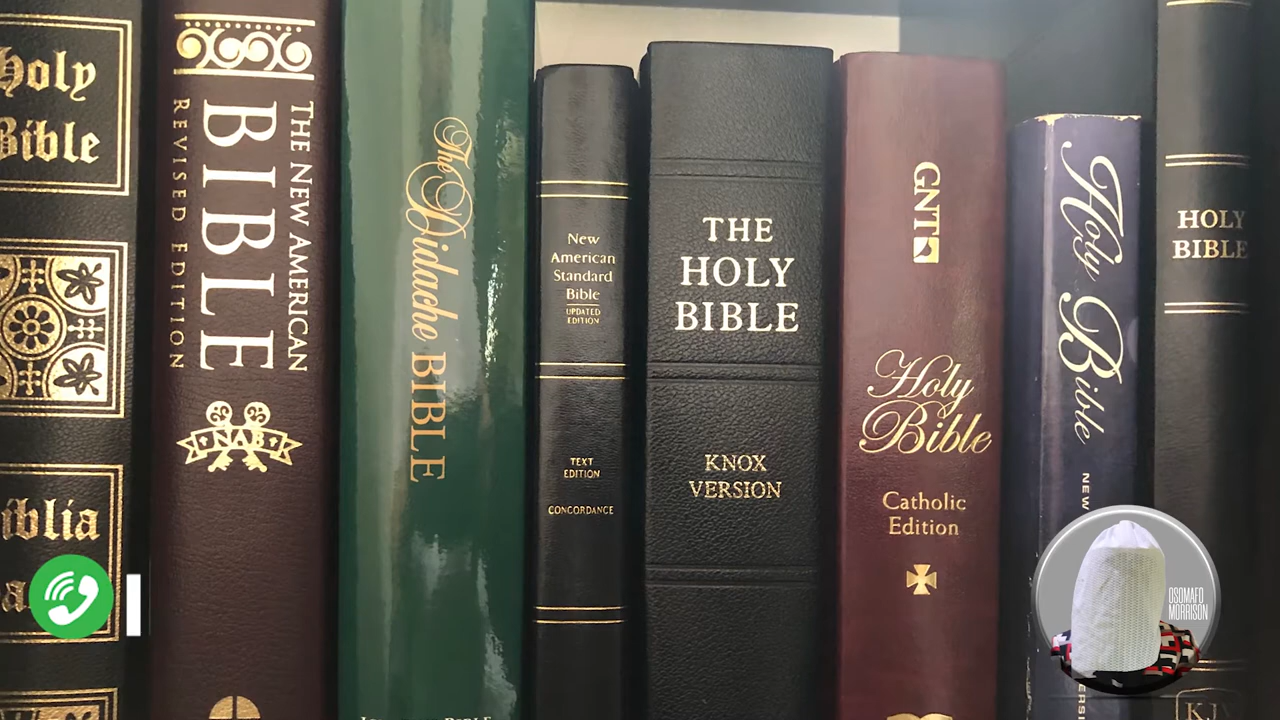 Holy
Bible
iblia
THE NEW AMERICAN
BIBLE
REVISED EDITION
NAB
The Didache BIBLE
New
American
Standard
Bible
UPDATED
EDITION
TEXT
EDITION
CONCORDANCE
THE
HOLY
BIBLE
KNOX
VERSION
GNT
Holy
Bible
Catholic
Edition
Holy Bible
NEW
HOLY
BIBLE
KJV
OSOMAFO
MORRISON